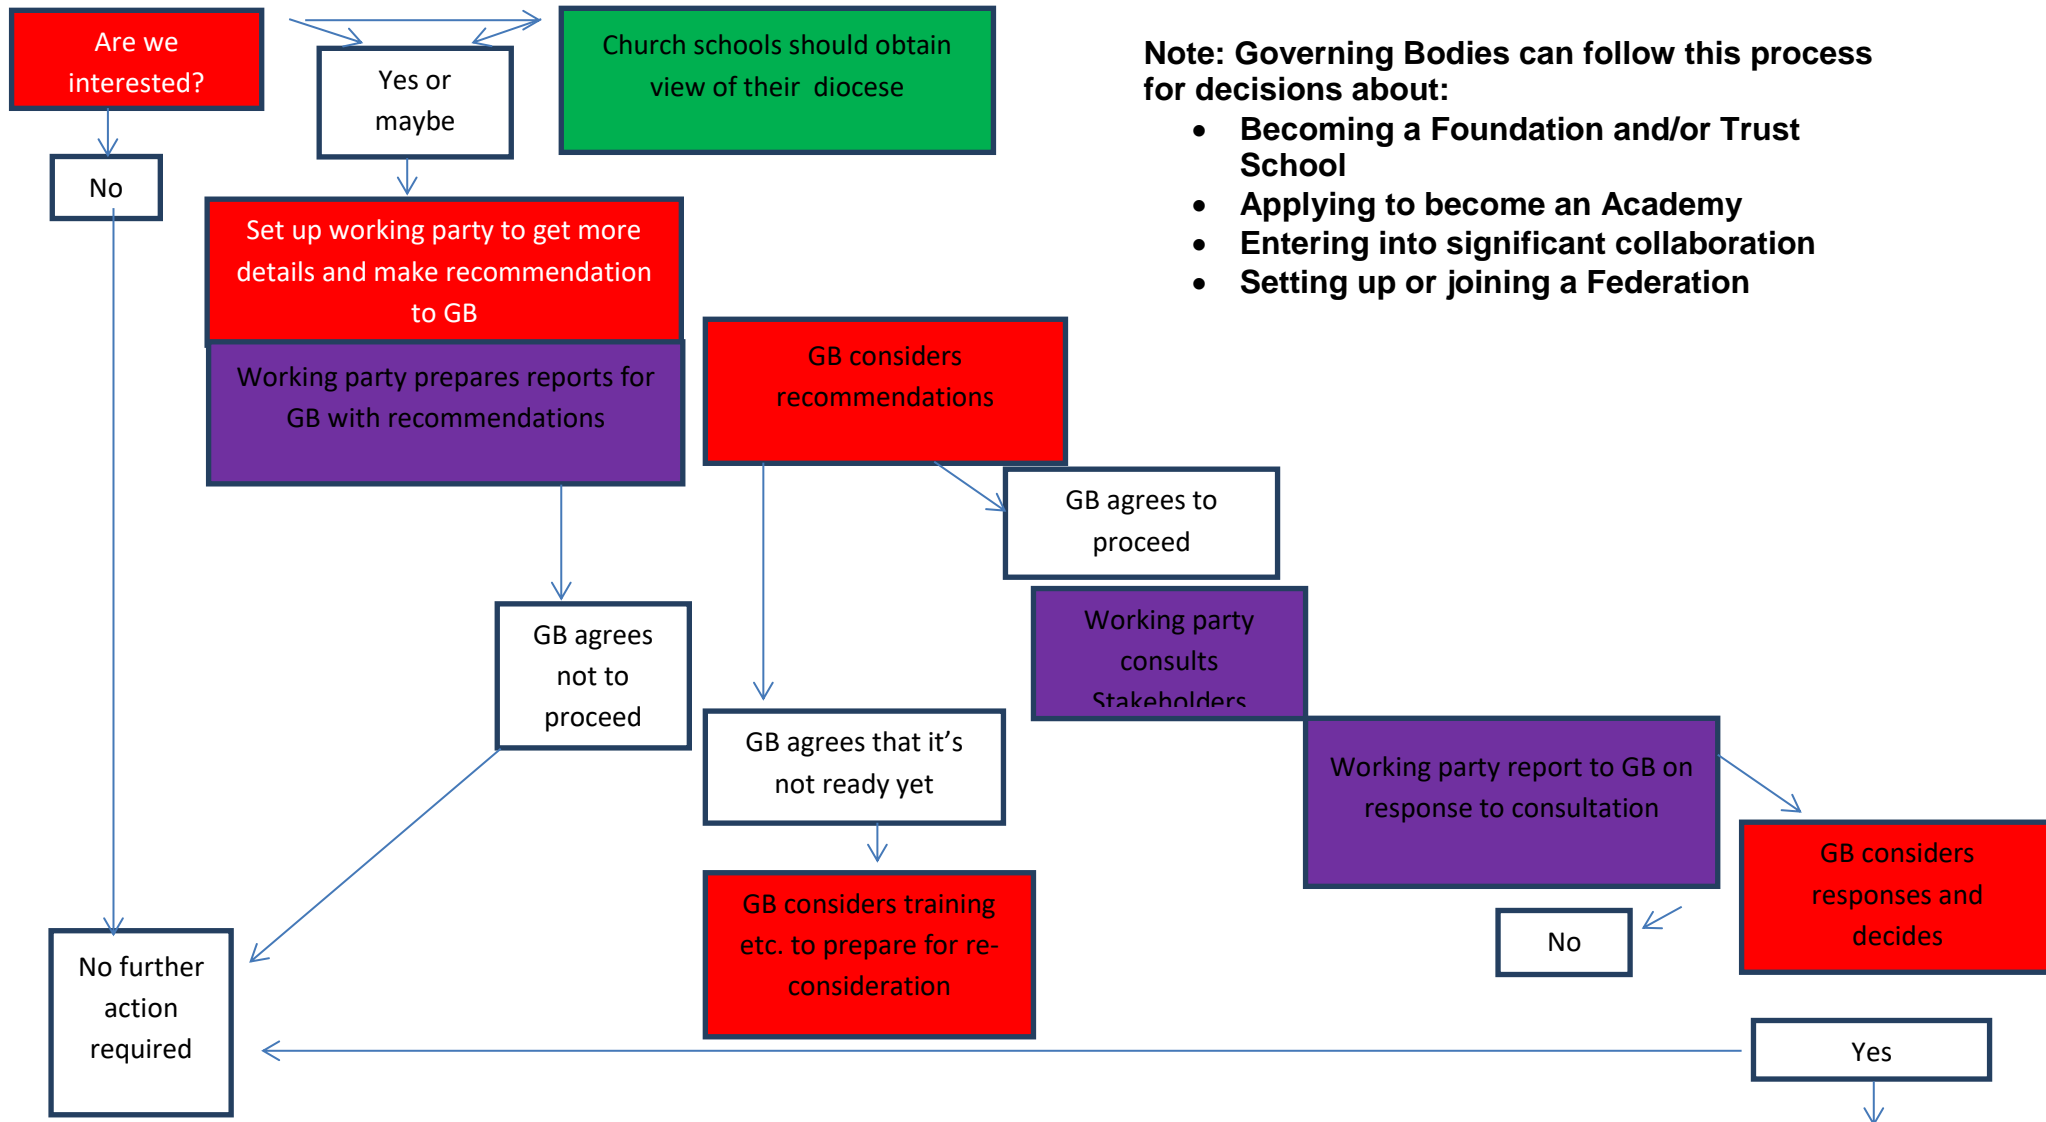 Are we
interested?
Yes or
maybe
Church schools should obtain
view of their diocese
Note: Governing Bodies can follow this process
for decisions about:
• Becoming a Foundation and/or Trust
School
• Applying to become an Academy
• Entering into significant collaboration
• Setting up or joining a Federation
No
Set up working party to get more
details and make recommendation
to GB
Working party prepares reports for
GB with recommendations
GB considers
recommendations
GB agrees to
proceed
GB agrees
not to
proceed
Working party
consults
Stakeholders
GB agrees that it’s
not ready yet
Working party report to GB on
response to consultation
GB considers
responses and
decides
GB considers training
etc. to prepare for re-
consideration
No
No further
action
required
Yes